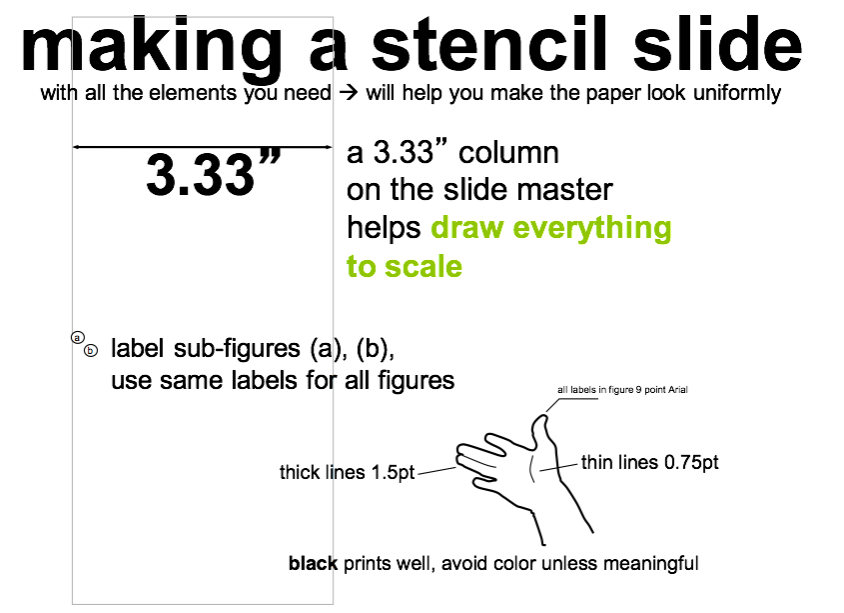 making a stencil slide
with all the elements you need → will help you make the paper look uniformly
3.33”
a 3.33” column
on the slide master
helps draw everything
to scale
a
b
label sub-figures (a), (b),
use same labels for all figures
all labels in figure 9 point Arial
thick lines 1.5pt
thin lines 0.75pt
black prints well, avoid color unless meaningful